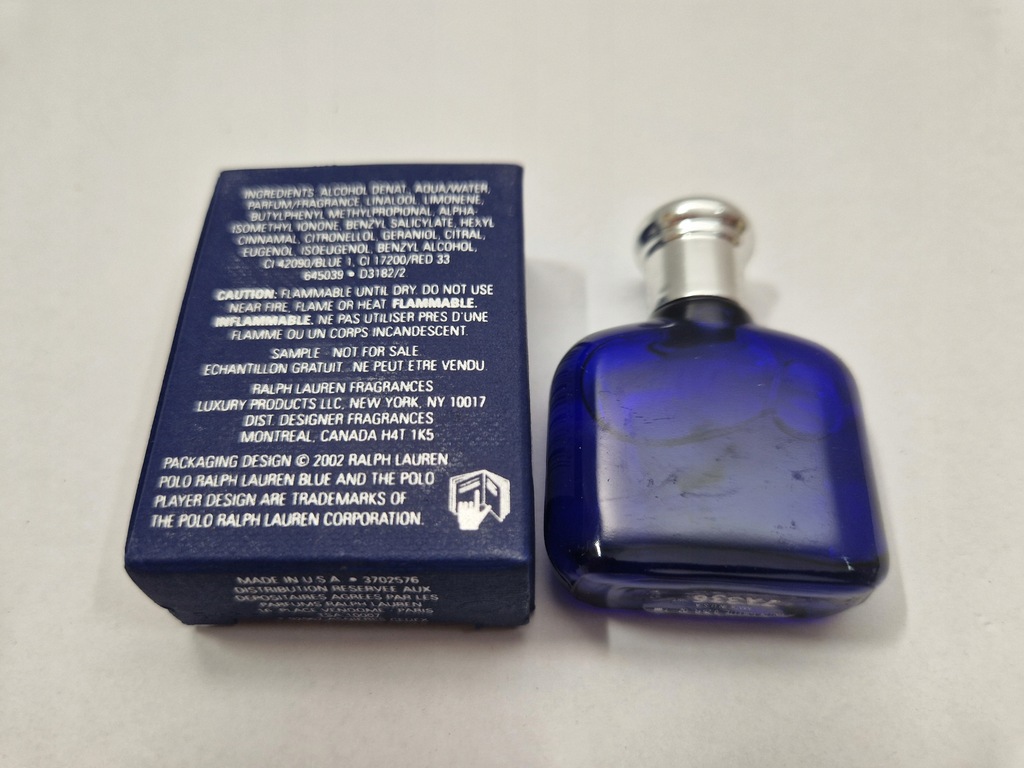 INGREDIENTS: ALCOHOL DENAT., AQUA/WATER,
PARFUM/FRAGRANCE, LINALOOL, LIMONENE,
BUTYLPHENYL METHYLPROPIONAL, ALPHA-
ISOMETHYL IONONE, BENZYL SALICYLATE, HEXYL
CINNAMAL, CITRONELLOL, GERANIOL, CITRAL,
EUGENOL, ISOEUGENOL, BENZYL ALCOHOL,
CI 42090/BLUE 1, CI 17200/RED 33
645039 • D3182/2
CAUTION: FLAMMABLE UNTIL DRY. DO NOT USE
NEAR FIRE, FLAME OR HEAT FLAMMABLE.
INFLAMMABLE. NE PAS UTILISER PRES D'UNE
FLAMME OU UN CORPS INCANDESCENT.
SAMPLE - NOT FOR SALE
ECHANTILLON GRATUIT. NE PEUT ETRE VENDU.
RALPH LAUREN FRAGRANCES
LUXURY PRODUCTS LLC, NEW YORK, NY 10017
DIST. DESIGNER FRAGRANCES
MONTREAL, CANADA H4T 1K5
PACKAGING DESIGN © 2002 RALPH LAUREN.
POLO RALPH LAUREN BLUE AND THE POLO
PLAYER DESIGN ARE TRADEMARKS OF
THE POLO RALPH LAUREN CORPORATION.
MADE IN U.S.A. • 3702576
DISTRIBUTION RESERVEE AUX
DEPOSITAIRES AGREES PAR LES
PARFUMS RALPH LAUREN
PLACE VENDOME PARIS